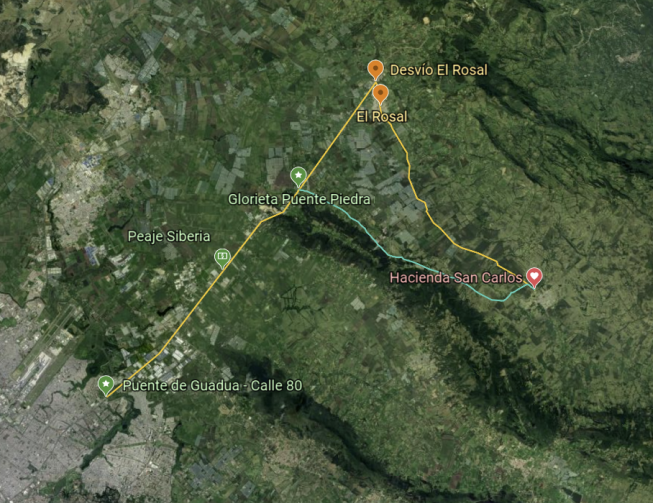 Desvío El Rosal
El Rosal
Glorieta Puente Piedra
Peaje Siberia
Hacienda San Carlos
Puente de Guadua - Calle 80